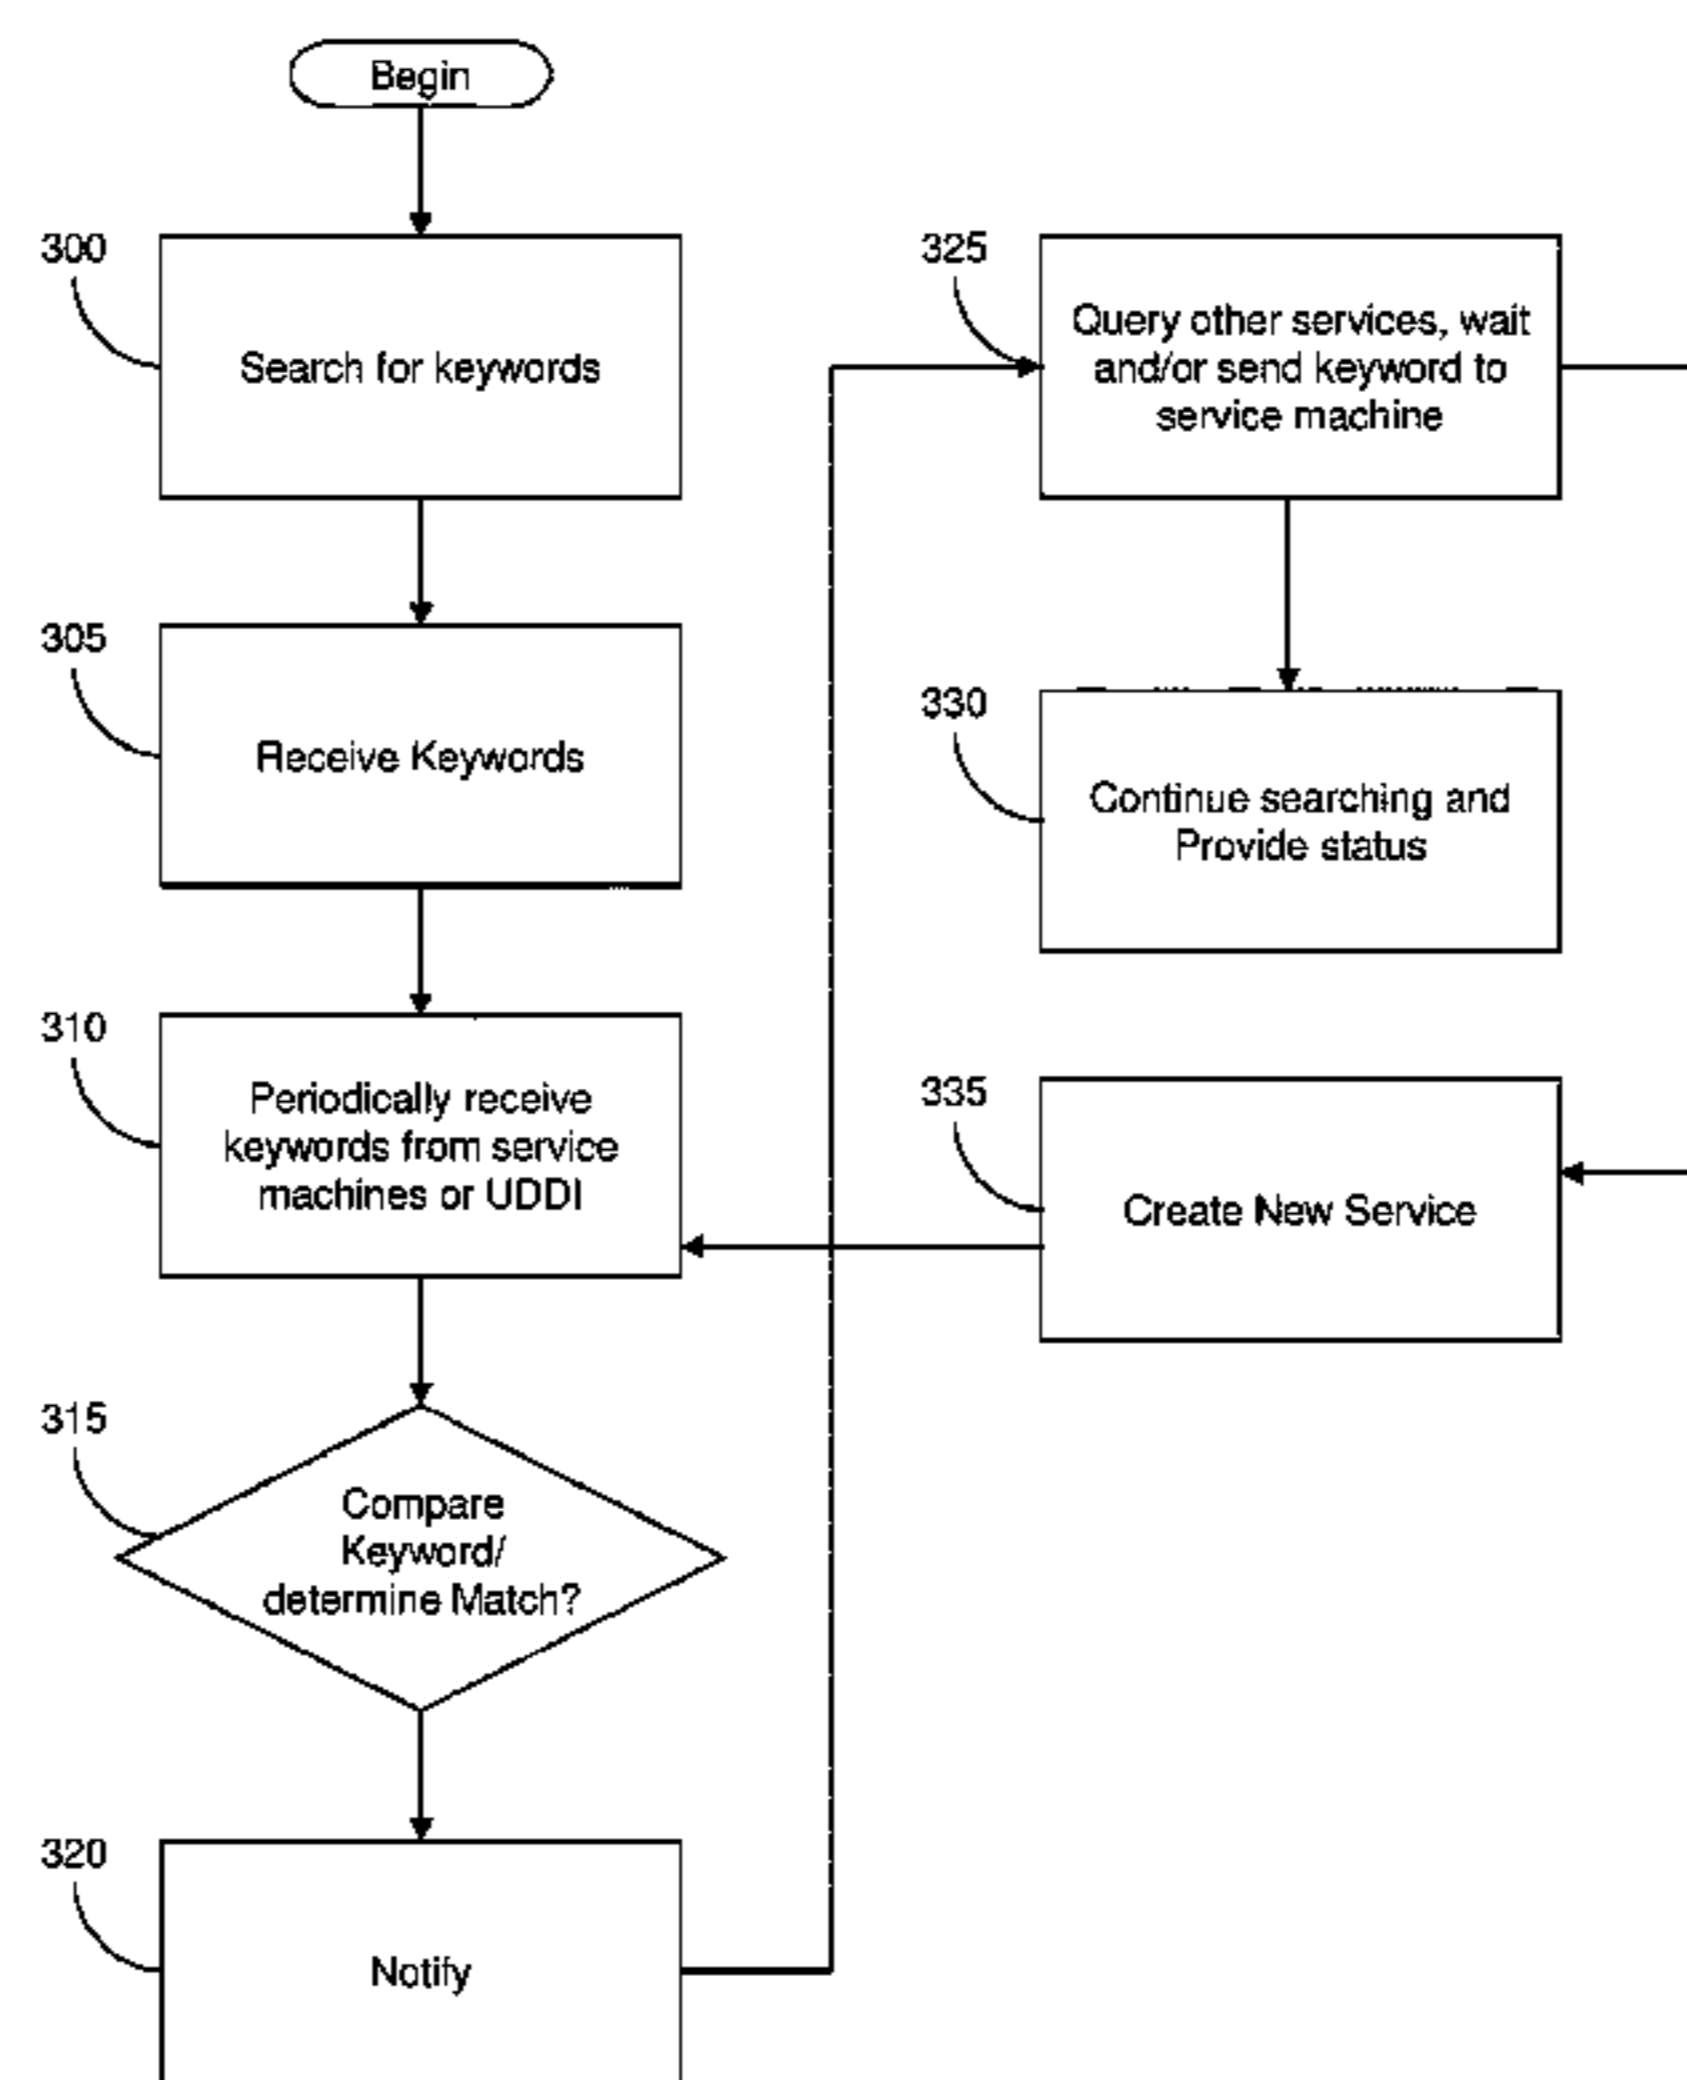 Begin
300
Search for keywords
305
Receive Keywords
310
Periodically receive
keywords from service
machines or UDDI
315
Compare
Keyword/
determine Match?
320
Notify
325
Query other services, wait
and/or send keyword to
service machine
330
Continue searching and
Provide status
335
Create New Service